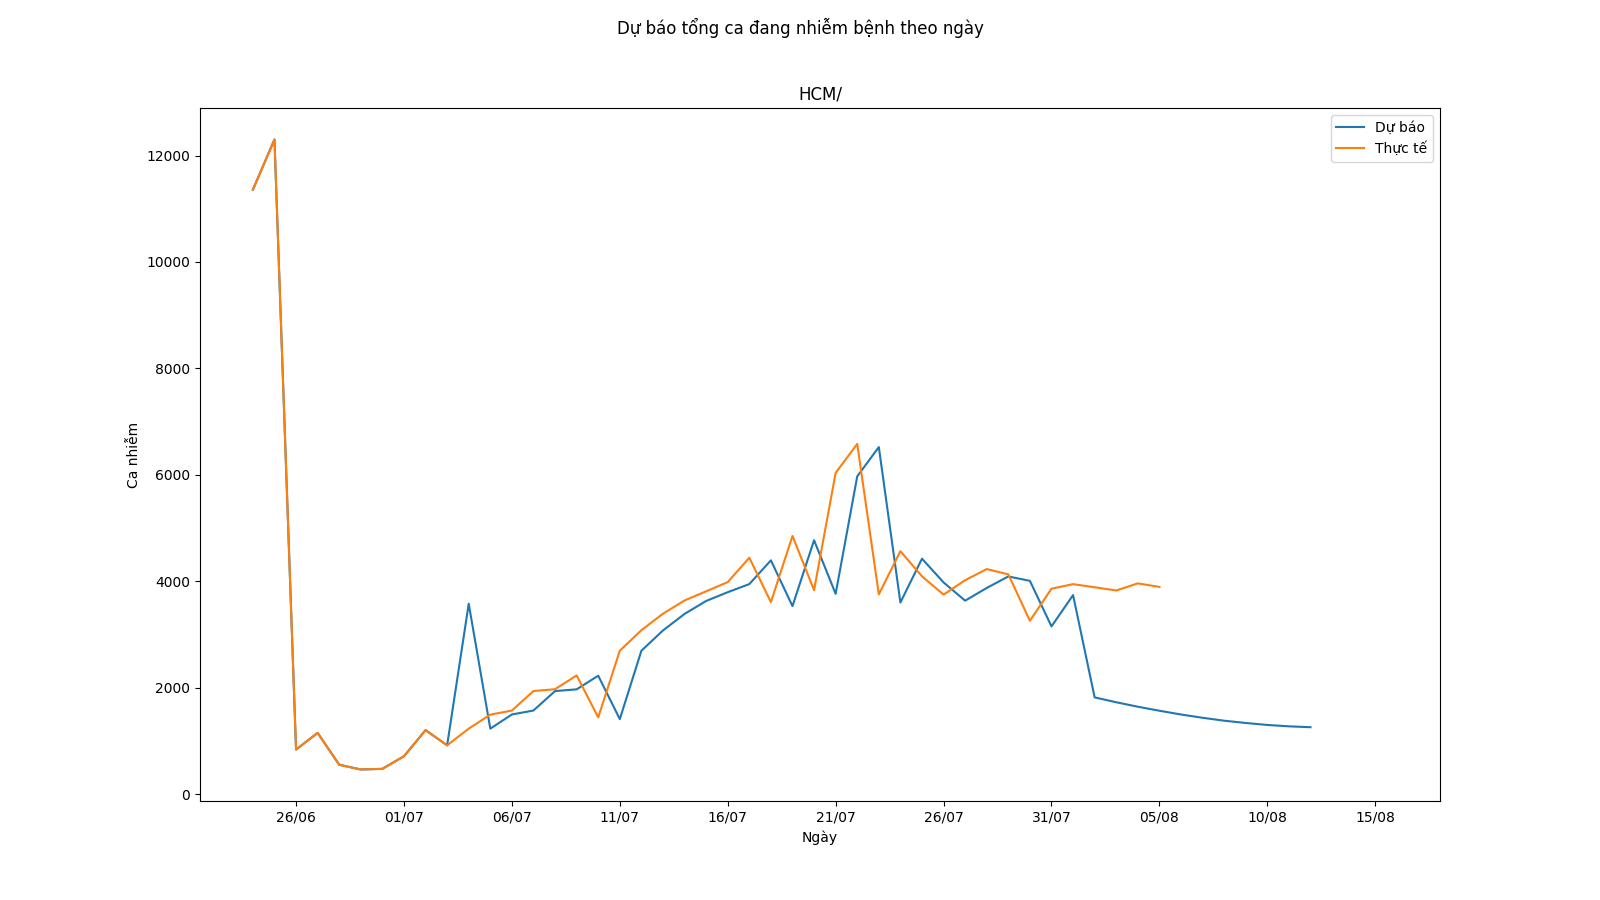 Dự báo tổng ca đang nhiễm bệnh theo ngày
HCM/
Dự báo
Thực tế
12000
10000
8000
6000
4000
2000
0
Ca nhiễm
26/06 01/07 06/07 11/07 16/07 21/07 26/07 31/07 05/08 10/08 15/08
Ngày